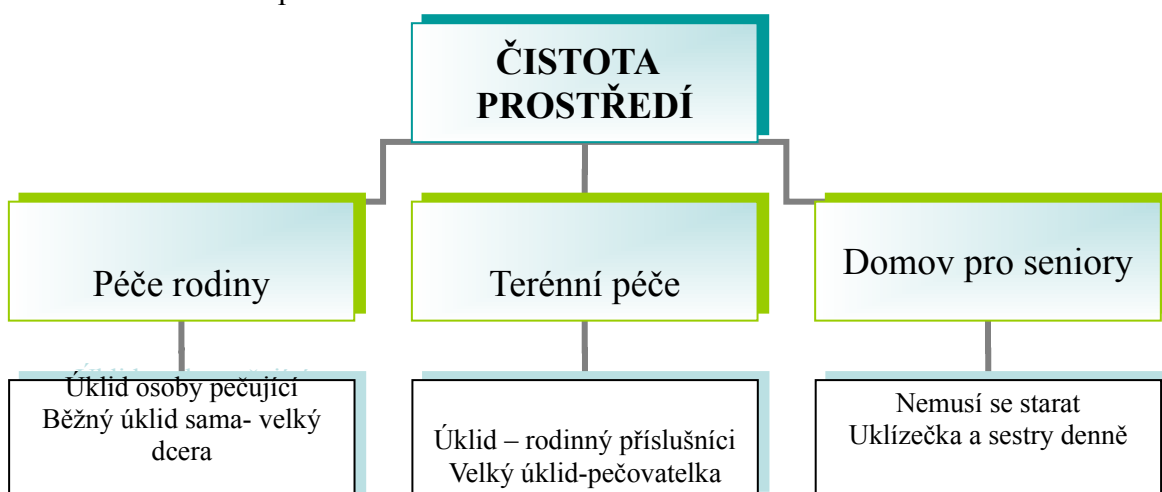 ČISTOTA
PROSTŘEDÍ
Péče rodiny
Terénní péče
Domov pro seniory
Úklid osoby pečující
Běžný úklid sama- velký
dcera
Úklid – rodinný příslušníci
Velký úklid-pečovatelka
Nemusí se starat
Uklízečka a sestry denně